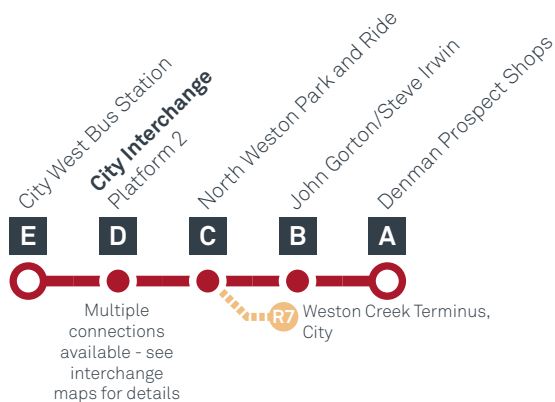 City West Bus Station
City Interchange
Platform 2
North Weston Park and Ride
John Gorton/Steve Irwin
Denman Prospect Shops
E
D
C
B
A
Multiple
connections
available - see
interchange
maps for details
R7
Weston Creek Terminus,
City